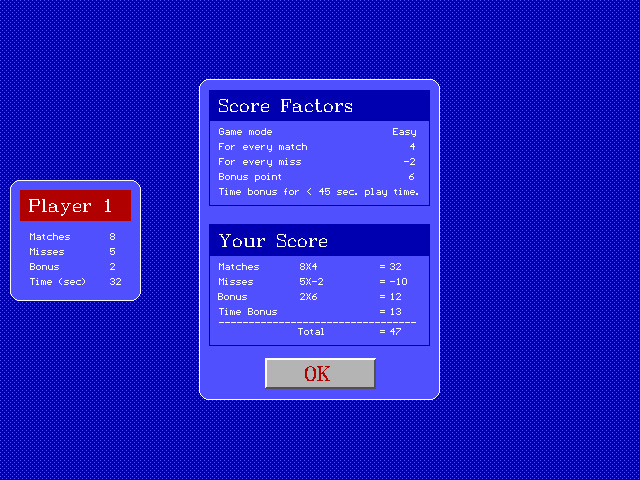 Score Factors
Game mode Easy
For every match 4
For every miss -2
Bonus point 6
Time bonus for < 45 sec. play time.
Player 1
Matches 8
Misses 5
Bonus 2
Time (sec) 32
Your Score
Matches 8X4 = 32
Misses 5X-2 = -10
Bonus 2X6 = 12
Time Bonus = 13
Total = 47
OK